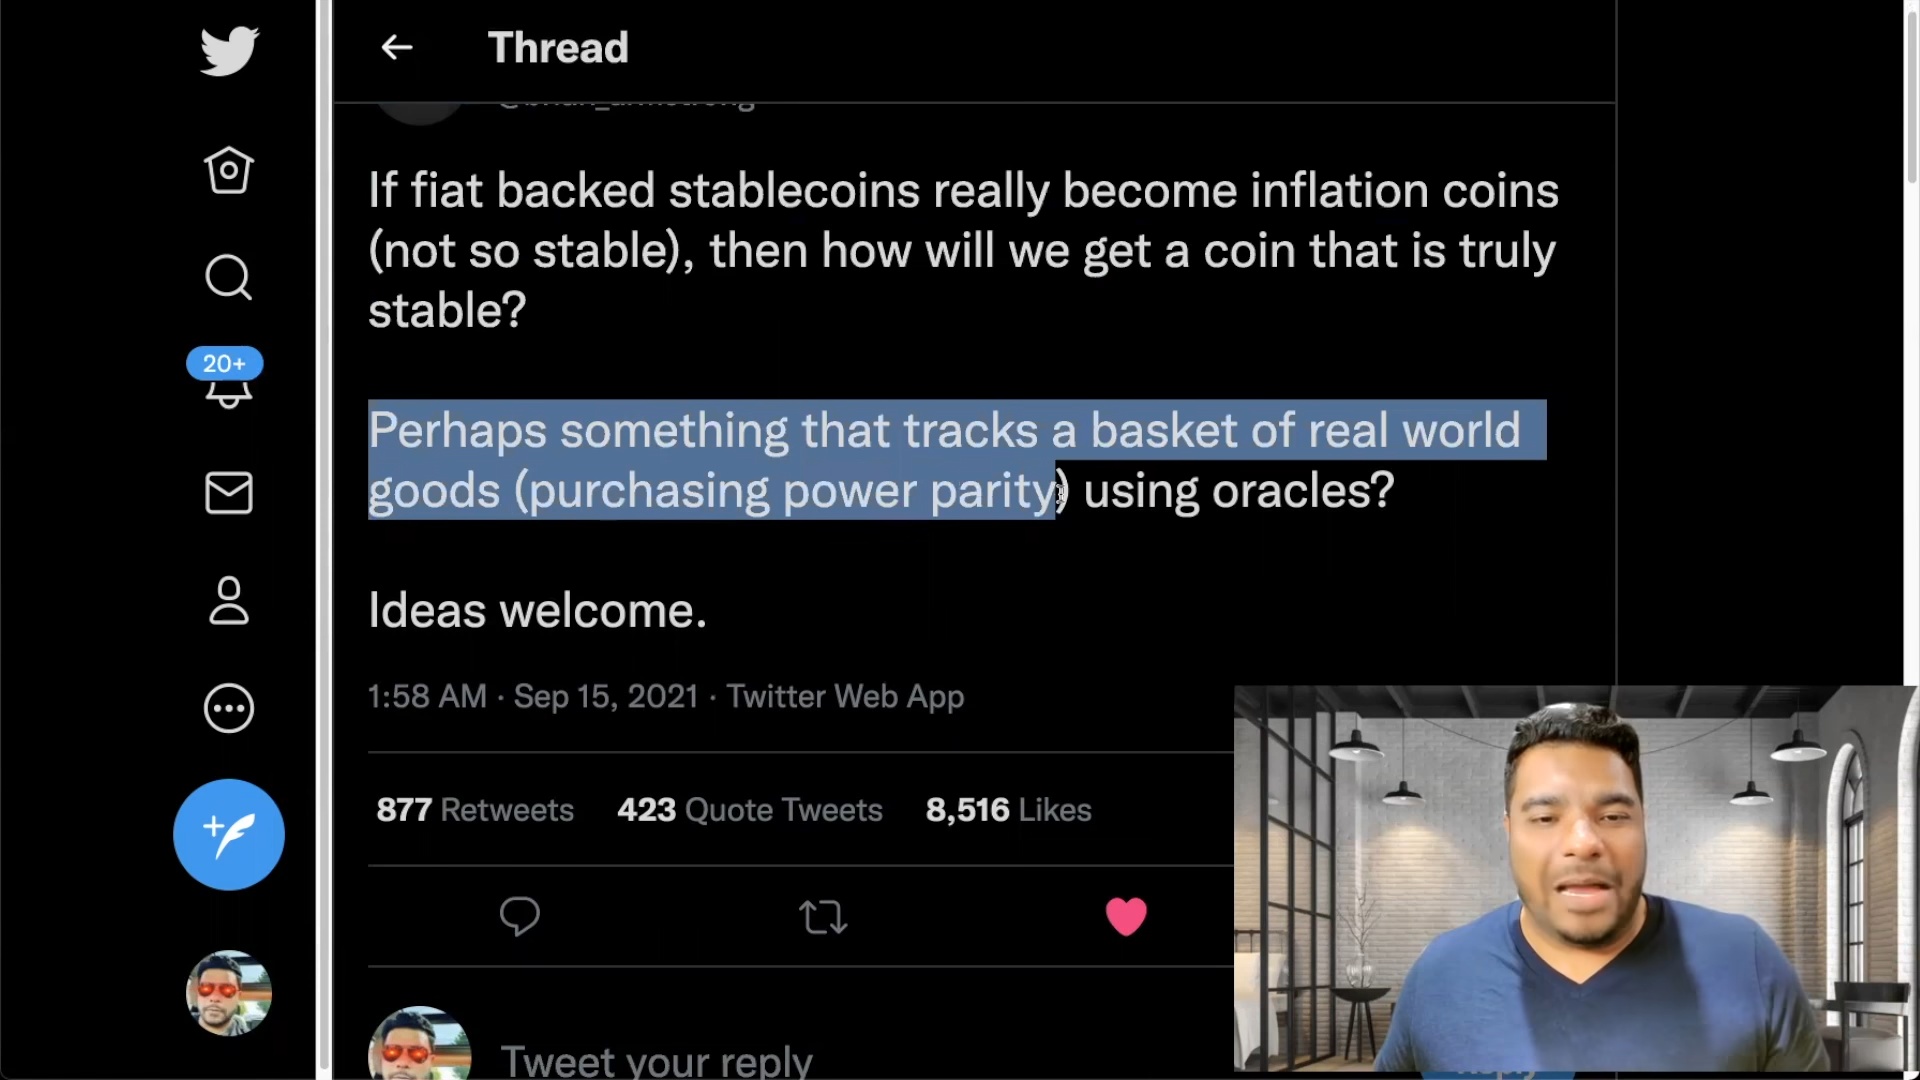 Thread
@brian_armstrong
If fiat backed stablecoins really become inflation coins
(not so stable), then how will we get a coin that is truly
stable?
20+
Perhaps something that tracks a basket of real world
goods (purchasing power parity) using oracles?
Ideas welcome.
1:58 AM · Sep 15, 2021 · Twitter Web App
877 Retweets 423 Quote Tweets 8,516 Likes
Tweet your reply
Reply